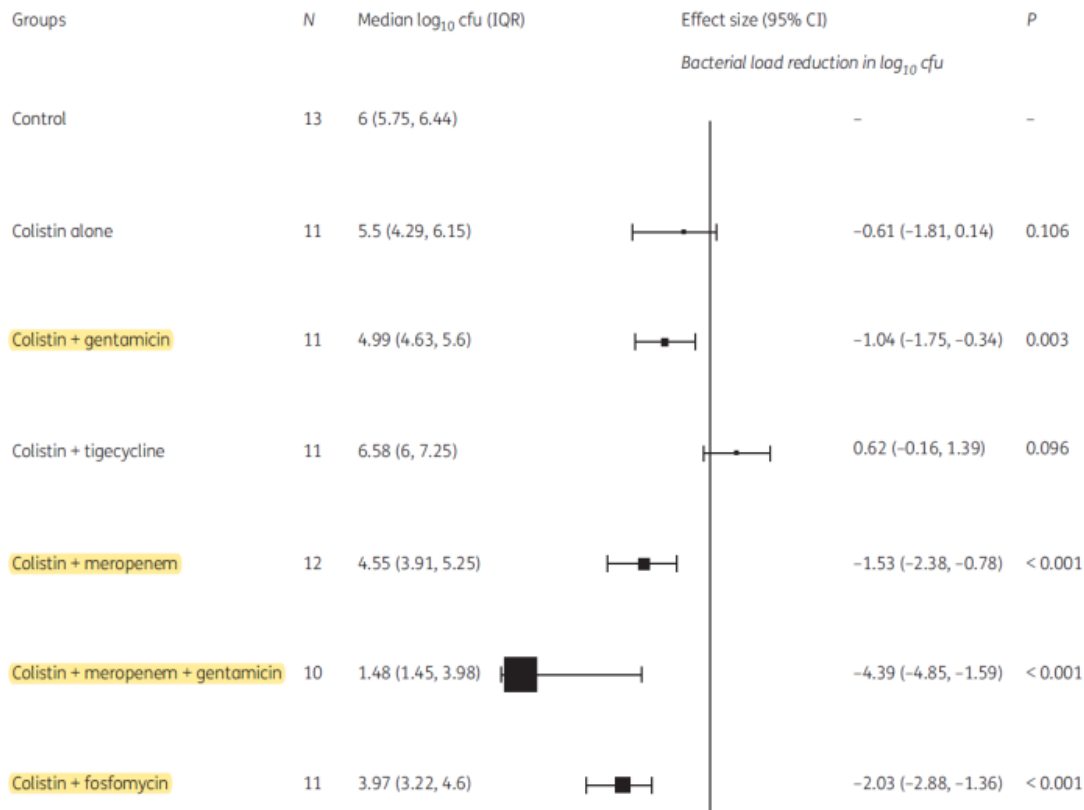 Groups N Median log10 cfu (IQR) Effect size (95% CI) P
Bacterial load reduction in log10 cfu
Control 13 6 (5.75, 6.44) – –
Colistin alone 11 5.5 (4.29, 6.15) –0.61 (–1.81, 0.14) 0.106
Colistin + gentamicin 11 4.99 (4.63, 5.6) –1.04 (–1.75, –0.34) 0.003
Colistin + tigecycline 11 6.58 (6, 7.25) 0.62 (–0.16, 1.39) 0.096
Colistin + meropenem 12 4.55 (3.91, 5.25) –1.53 (–2.38, –0.78) < 0.001
Colistin + meropenem + gentamicin 10 1.48 (1.45, 3.98) –4.39 (–4.85, –1.59) < 0.001
Colistin + fosfomycin 11 3.97 (3.22, 4.6) –2.03 (–2.88, –1.36) < 0.001